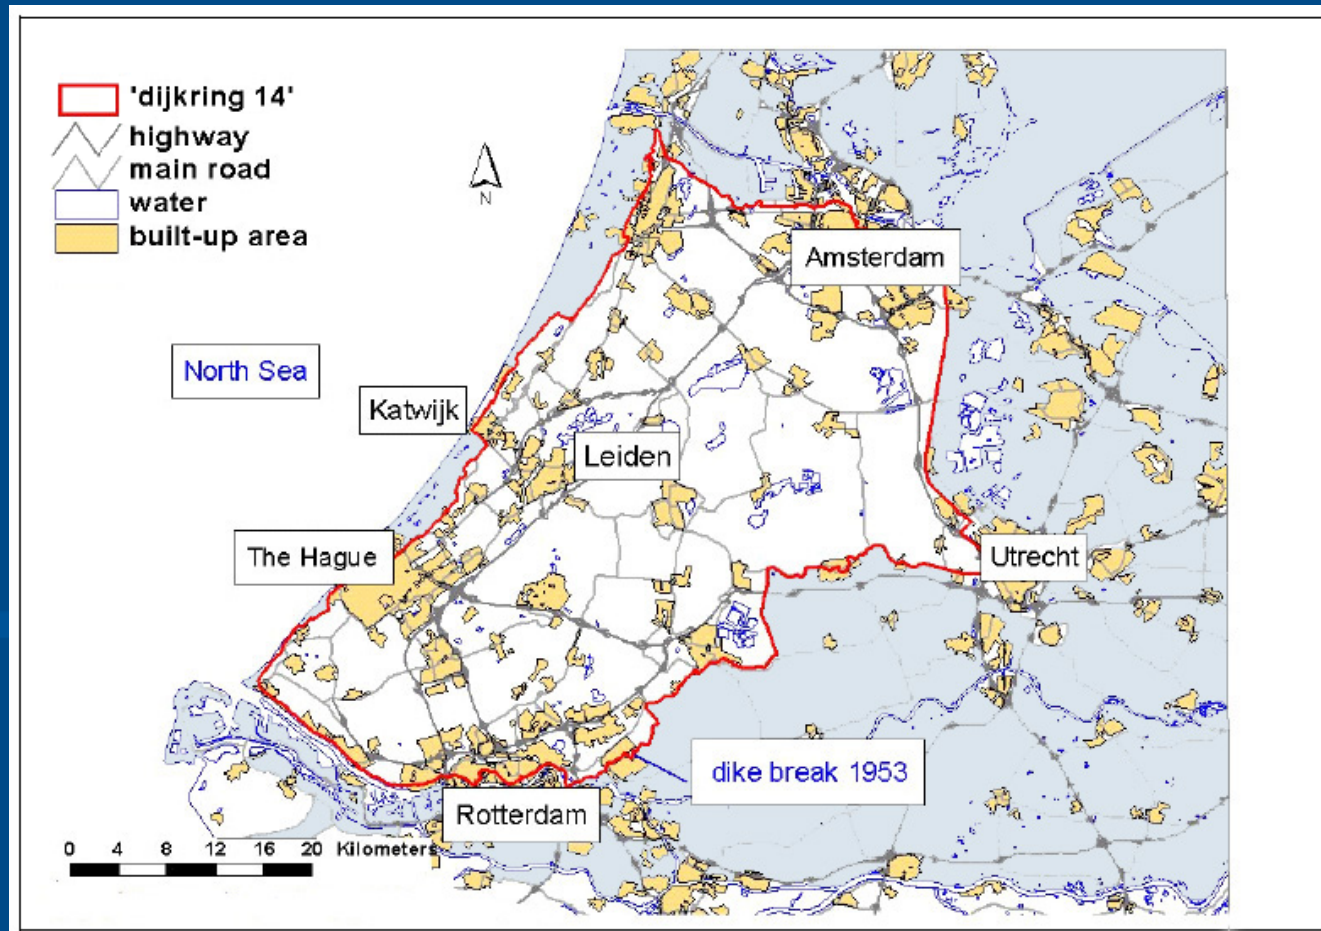 'dijkring 14'
highway
main road
water
built-up area
N
Amsterdam
North Sea
Katwijk
Leiden
The Hague
Utrecht
dike break 1953
Rotterdam
0 4 8 12 16 20 Kilometers